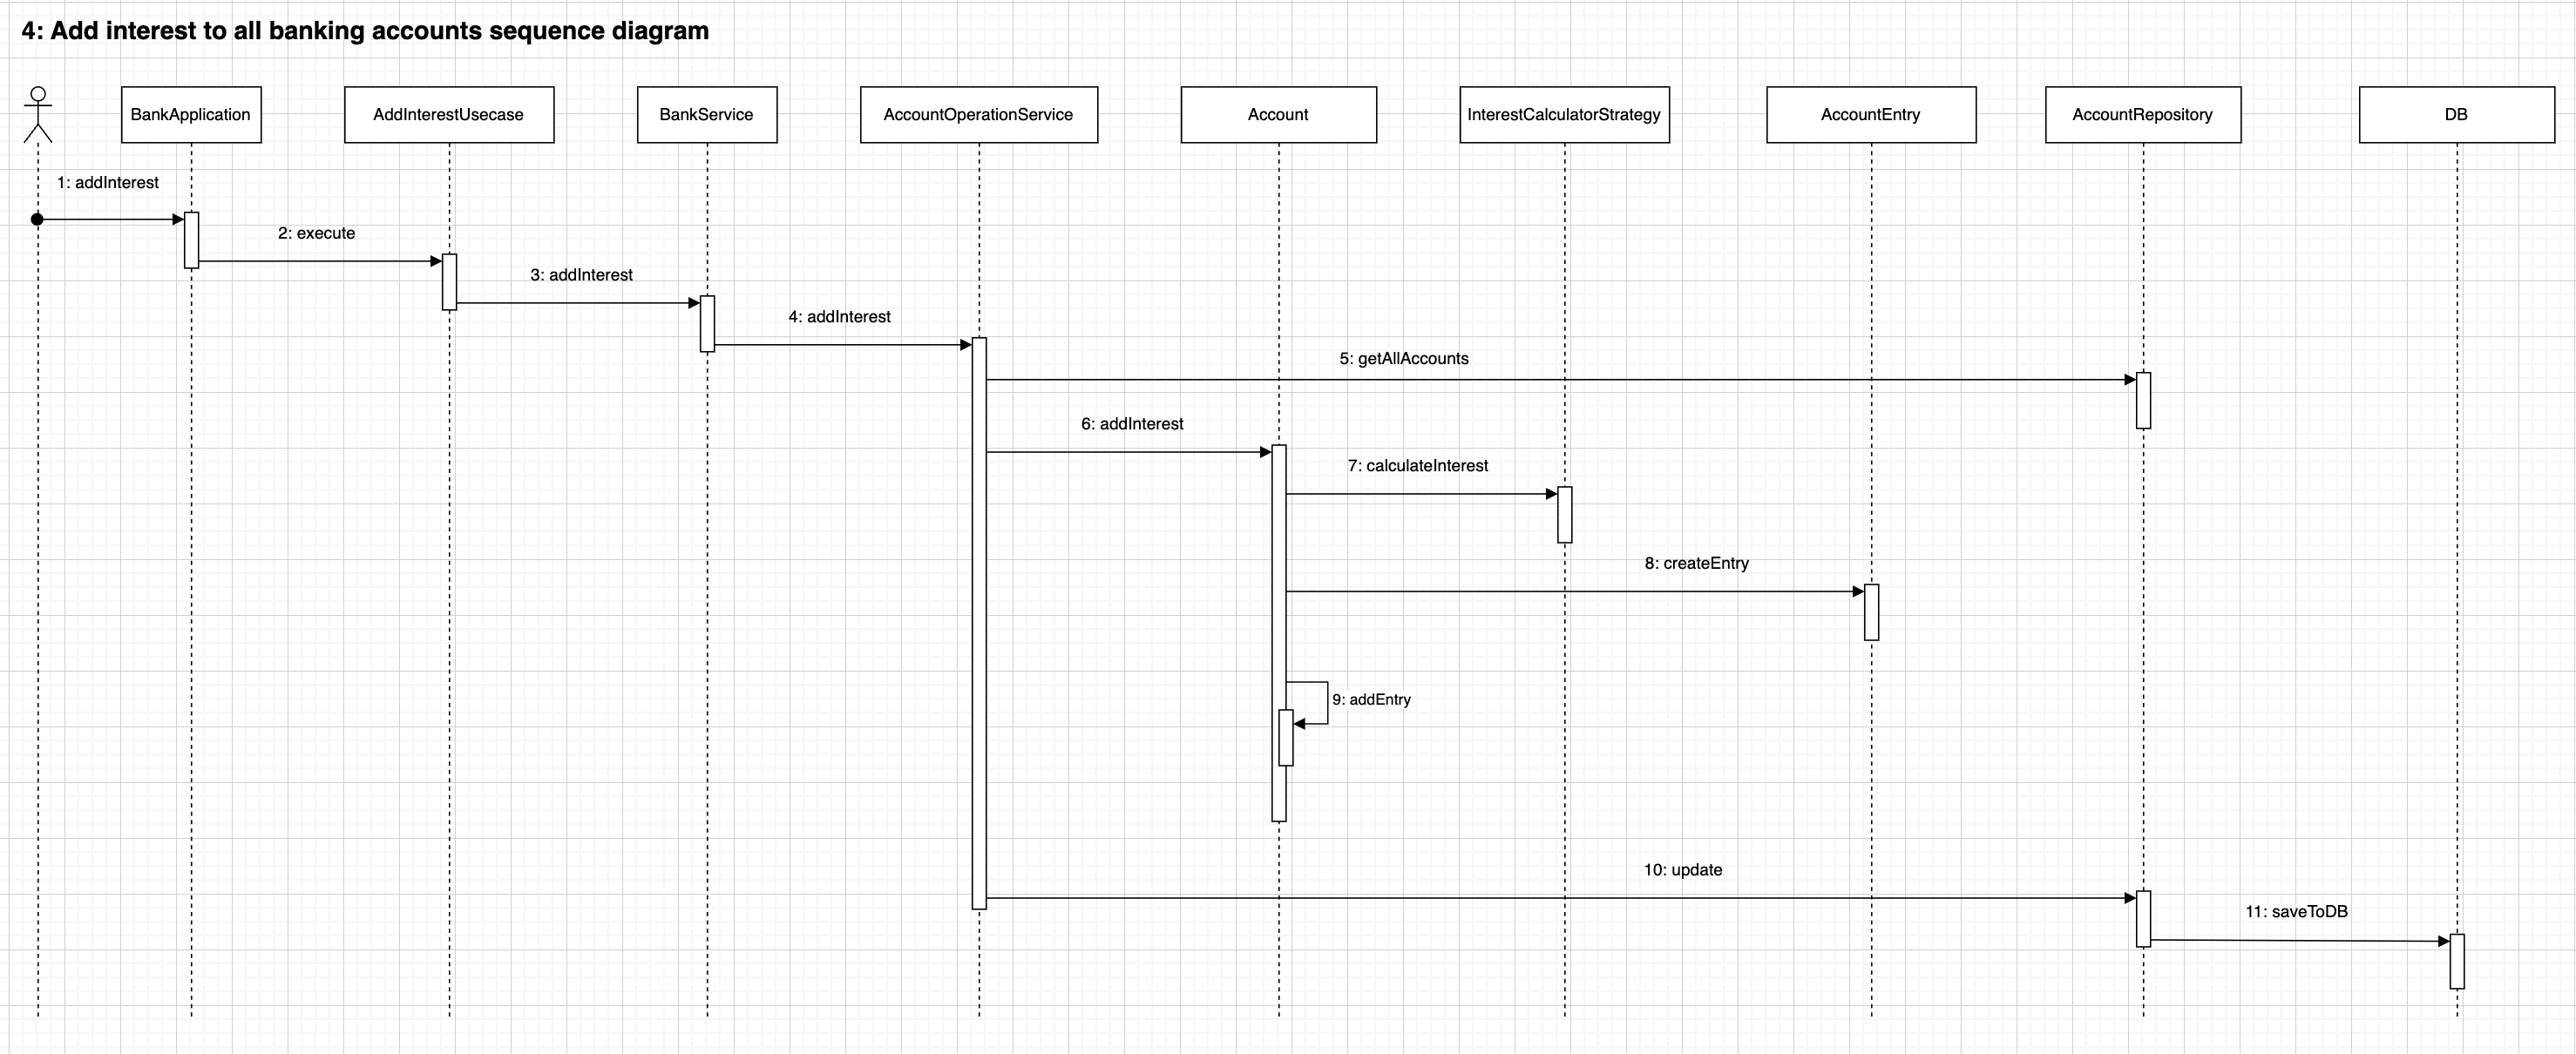 4: Add interest to all banking accounts sequence diagram
BankApplication
AddInterestUsecase
BankService
AccountOperationService
Account
InterestCalculatorStrategy
AccountEntry
AccountRepository
DB
1: addInterest
2: execute
3: addInterest
4: addInterest
5: getAllAccounts
6: addInterest
7: calculateInterest
8: createEntry
9: addEntry
10: update
11: saveToDB